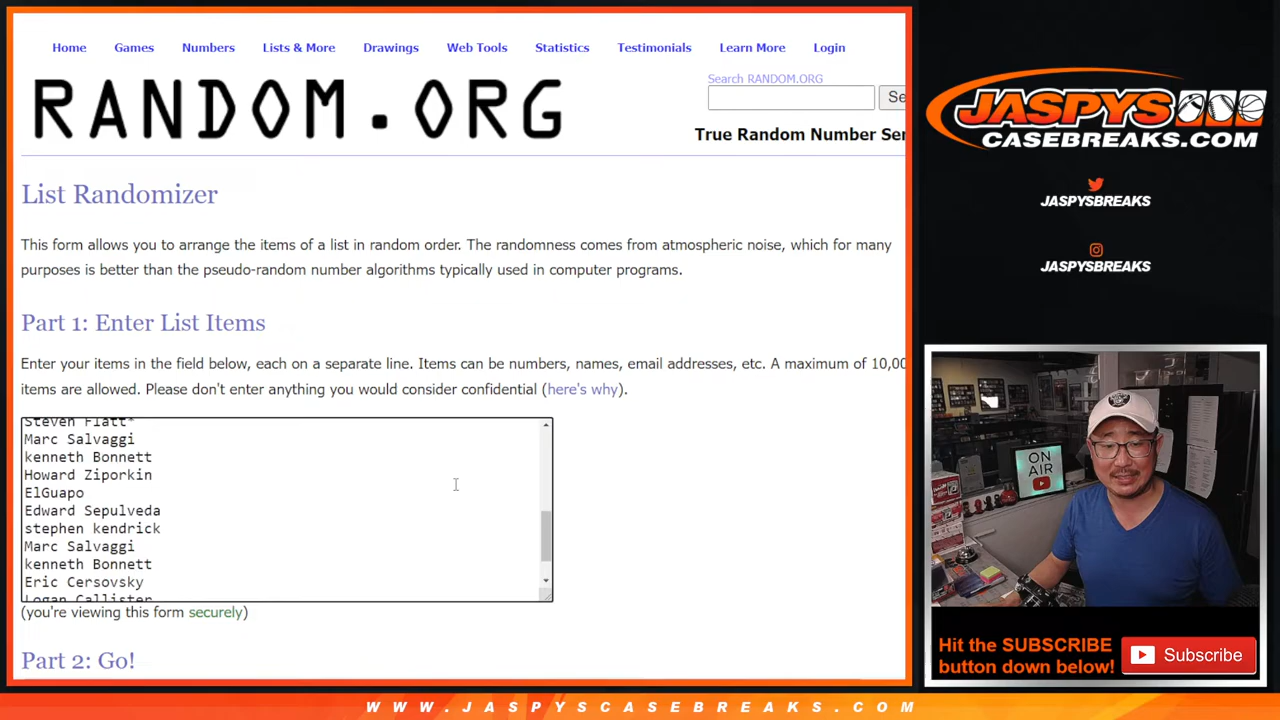 Home Games Numbers Lists & More Drawings Web Tools Statistics Testimonials Learn More Login
RANDOM.ORG
Search RANDOM.ORG
Se
True Random Number Ser
List Randomizer
This form allows you to arrange the items of a list in random order. The randomness comes from atmospheric noise, which for many
purposes is better than the pseudo-random number algorithms typically used in computer programs.
Part 1: Enter List Items
Enter your items in the field below, each on a separate line. Items can be numbers, names, email addresses, etc. A maximum of 10,00
items are allowed. Please don't enter anything you would consider confidential (here's why).
Steven Flatt*
Marc Salvaggi
kenneth Bonnett
Howard Ziporkin
ElGuapo
Edward Sepulveda
stephen kendrick
Marc Salvaggi
kenneth Bonnett
Eric Cersovsky
Logan Callister
(you're viewing this form securely)
Part 2: Go!
JASPYS
CASEBREAKS.COM
JASPYSBREAKS
JASPYSBREAKS
ON
AIR
Hit the SUBSCRIBE
button down below!
Subscribe
WWW.JASPYSCASEBREAKS.COM